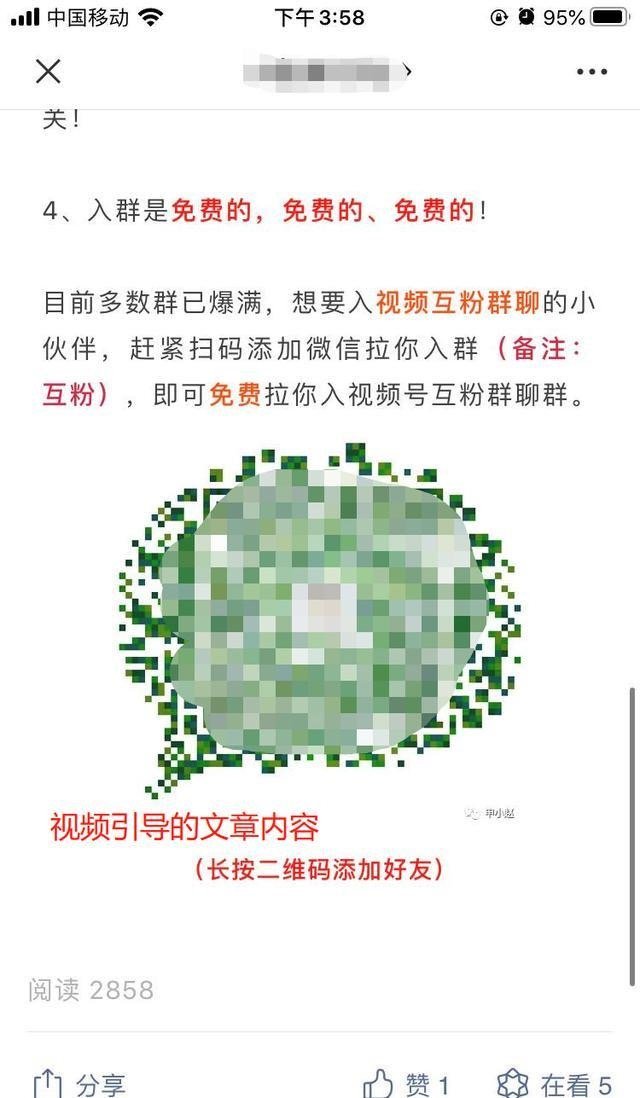 中国移动 下午3:58 95%
关！
4、入群是免费的，免费的、免费的！
目前多数群已爆满，想要入视频互粉群聊的小
伙伴，赶紧扫码添加微信拉你入群（备注：
互粉），即可免费拉你入视频号互粉群聊群。
申小赵
视频引导的文章内容
（长按二维码添加好友）
阅读 2858
分享 赞 1 在看 5